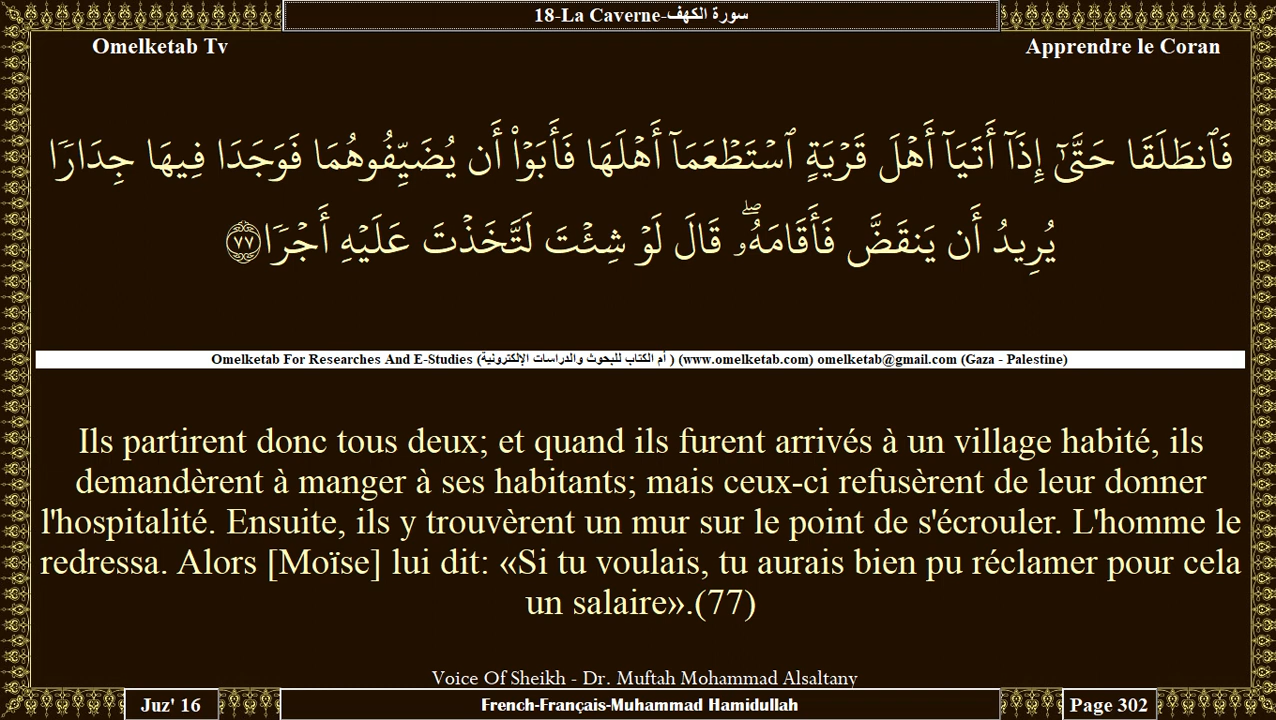 18-La Caverne-سورة الكهف
Omelketab Tv
Apprendre le Coran
فَٱنطَلَقَا حَتَّىٰٓ إِذَآ أَتَيَآ أَهْلَ قَرْيَةٍ ٱسْتَطْعَمَآ أَهْلَهَا فَأَبَوْا۟ أَن يُضَيِّفُوهُمَا فَوَجَدَا فِيهَا جِدَارًا
يُرِيدُ أَن يَنقَضَّ فَأَقَامَهُۥ ۖ قَالَ لَوْ شِئْتَ لَتَّخَذْتَ عَلَيْهِ أَجْرًا ٧٧
Omelketab For Researches And E-Studies (أم الكتاب للبحوث والدراسات الإلكترونية ) (www.omelketab.com) omelketab@gmail.com (Gaza - Palestine)
Ils partirent donc tous deux; et quand ils furent arrivés à un village habité, ils
demandèrent à manger à ses habitants; mais ceux-ci refusèrent de leur donner
l'hospitalité. Ensuite, ils y trouvèrent un mur sur le point de s'écrouler. L'homme le
redressa. Alors [Moïse] lui dit: «Si tu voulais, tu aurais bien pu réclamer pour cela
un salaire».(77)
Voice Of Sheikh - Dr. Muftah Mohammad Alsaltany
Juz' 16
French-Français-Muhammad Hamidullah
Page 302